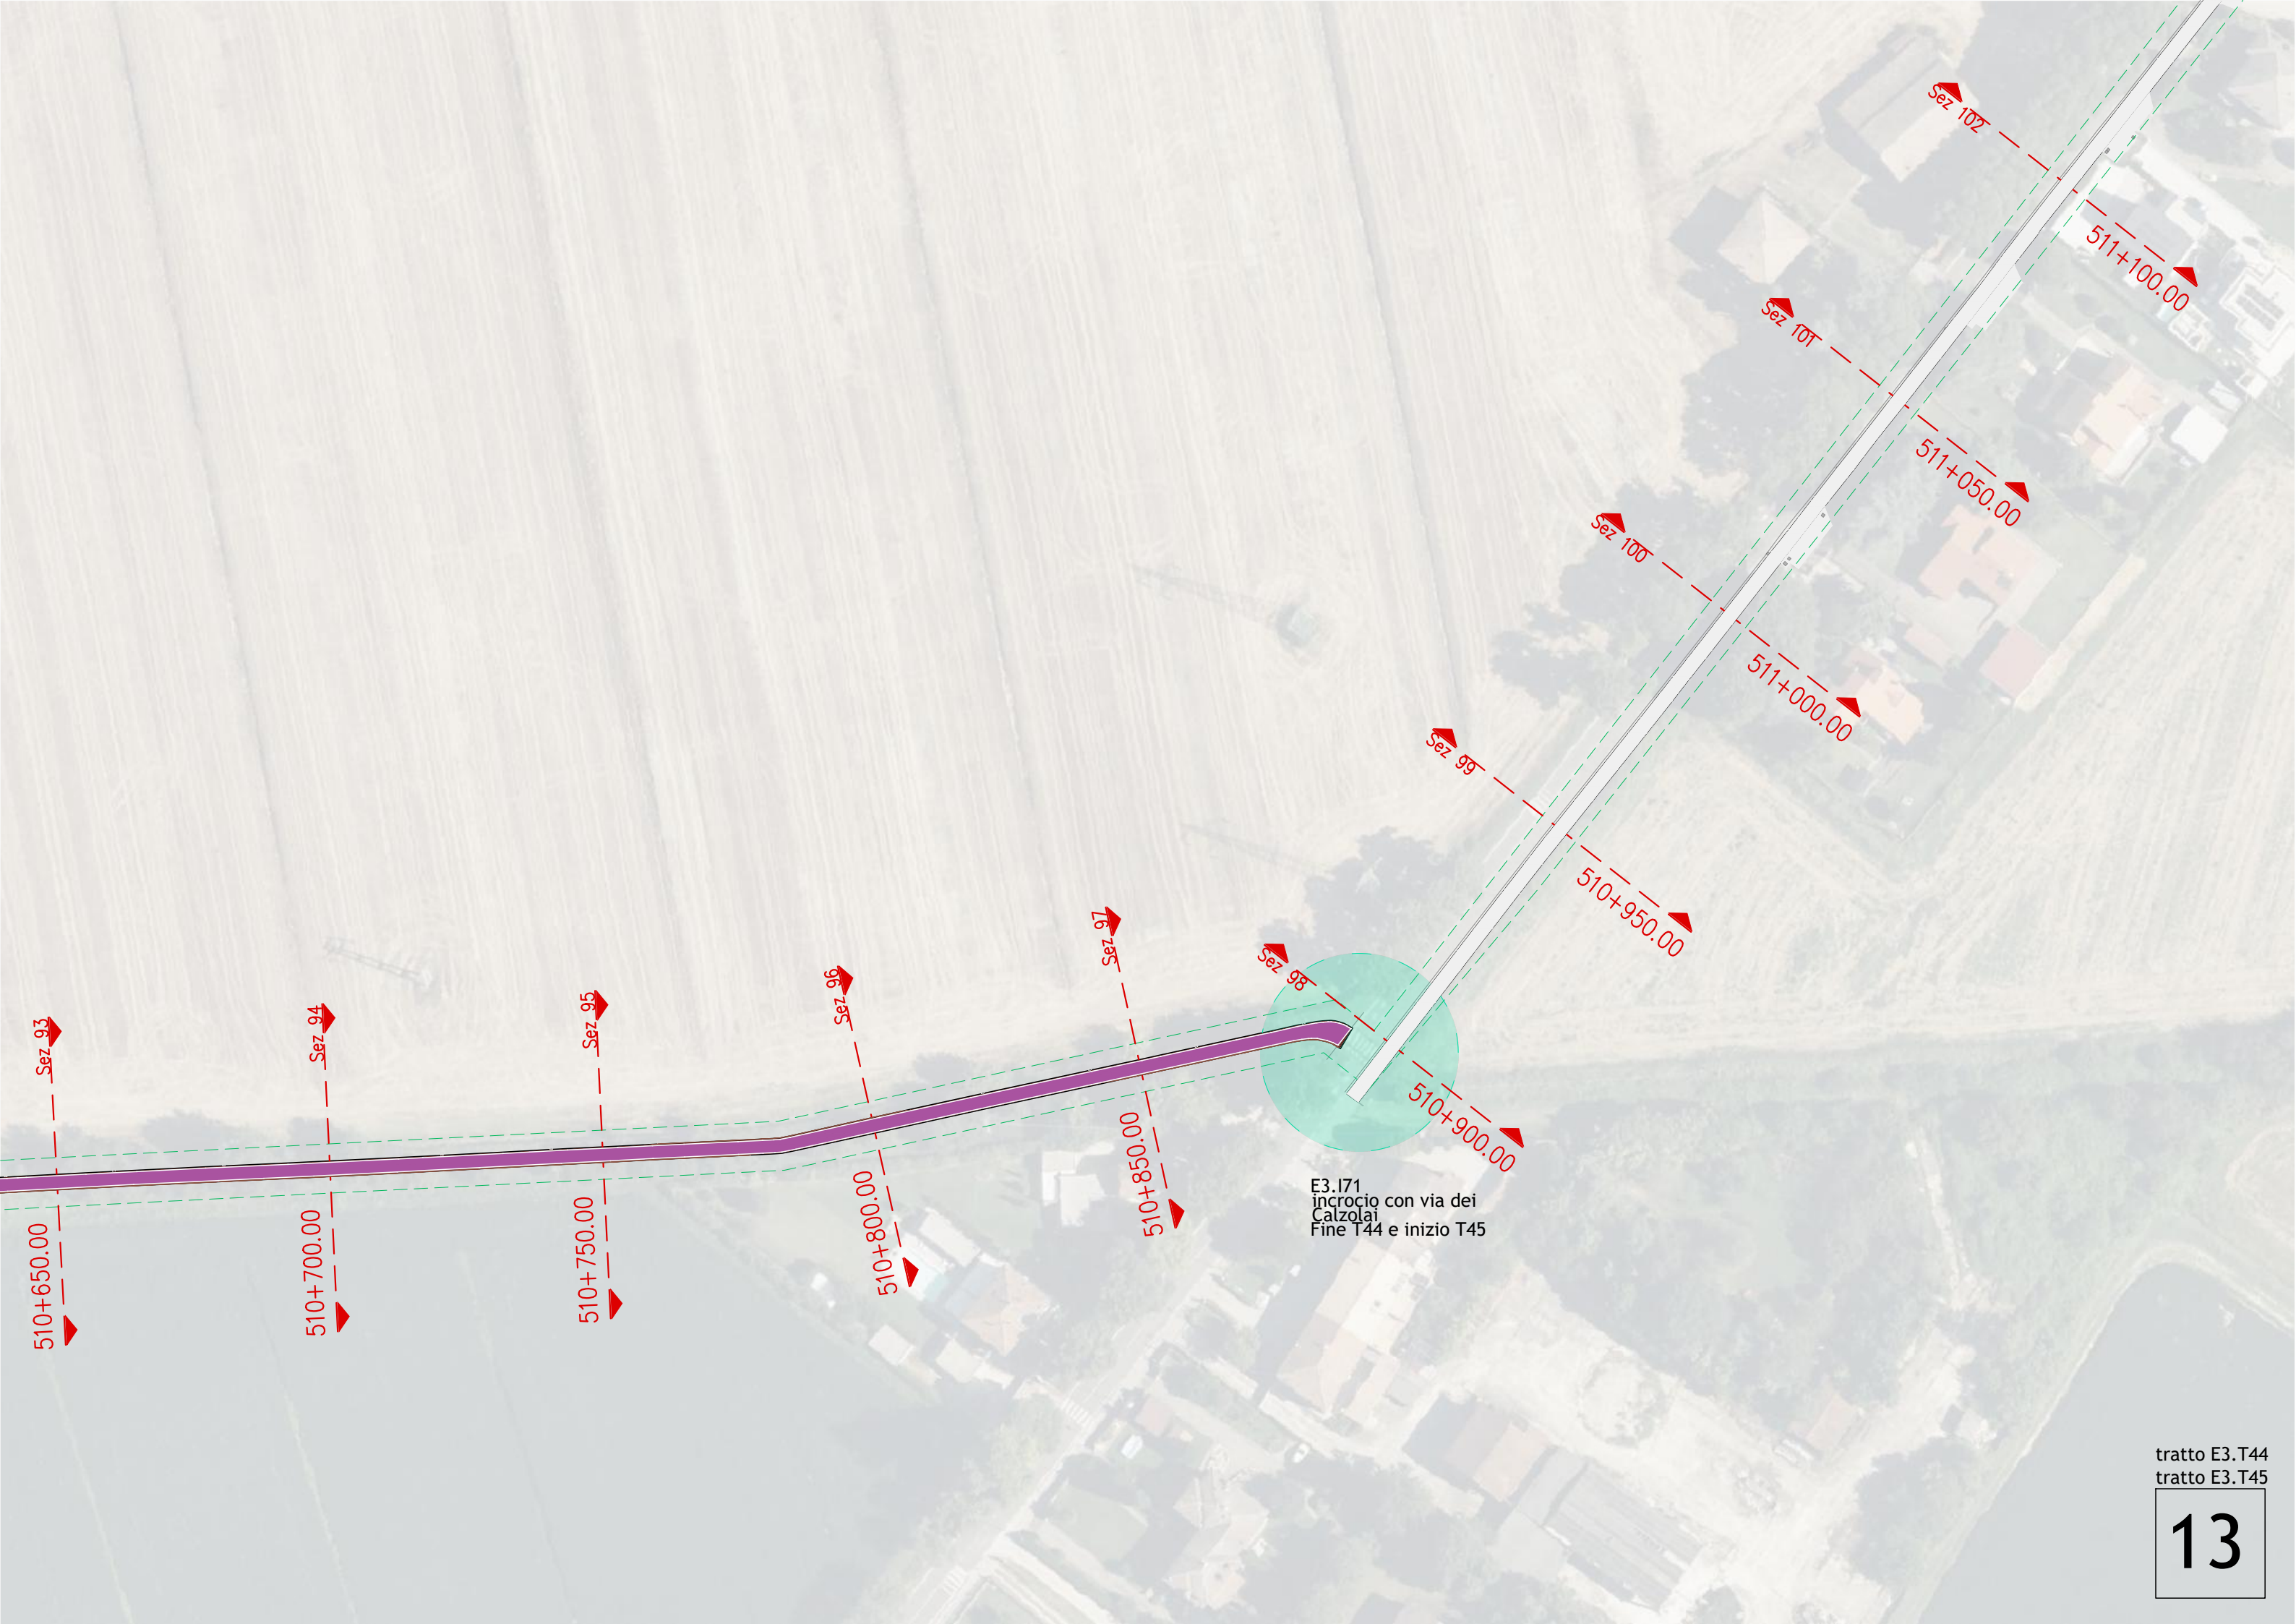 Sez 102
511+100.00
Sez 101
511+050.00
Sez 100
511+000.00
Sez 99
510+950.00
Sez 98
510+900.00
Sez 97
510+850.00
Sez 96
510+800.00
Sez 95
510+750.00
Sez 94
510+700.00
Sez 93
510+650.00
E3.I71
incrocio con via dei
Calzolai
Fine T44 e inizio T45
tratto E3.T44
tratto E3.T45
13